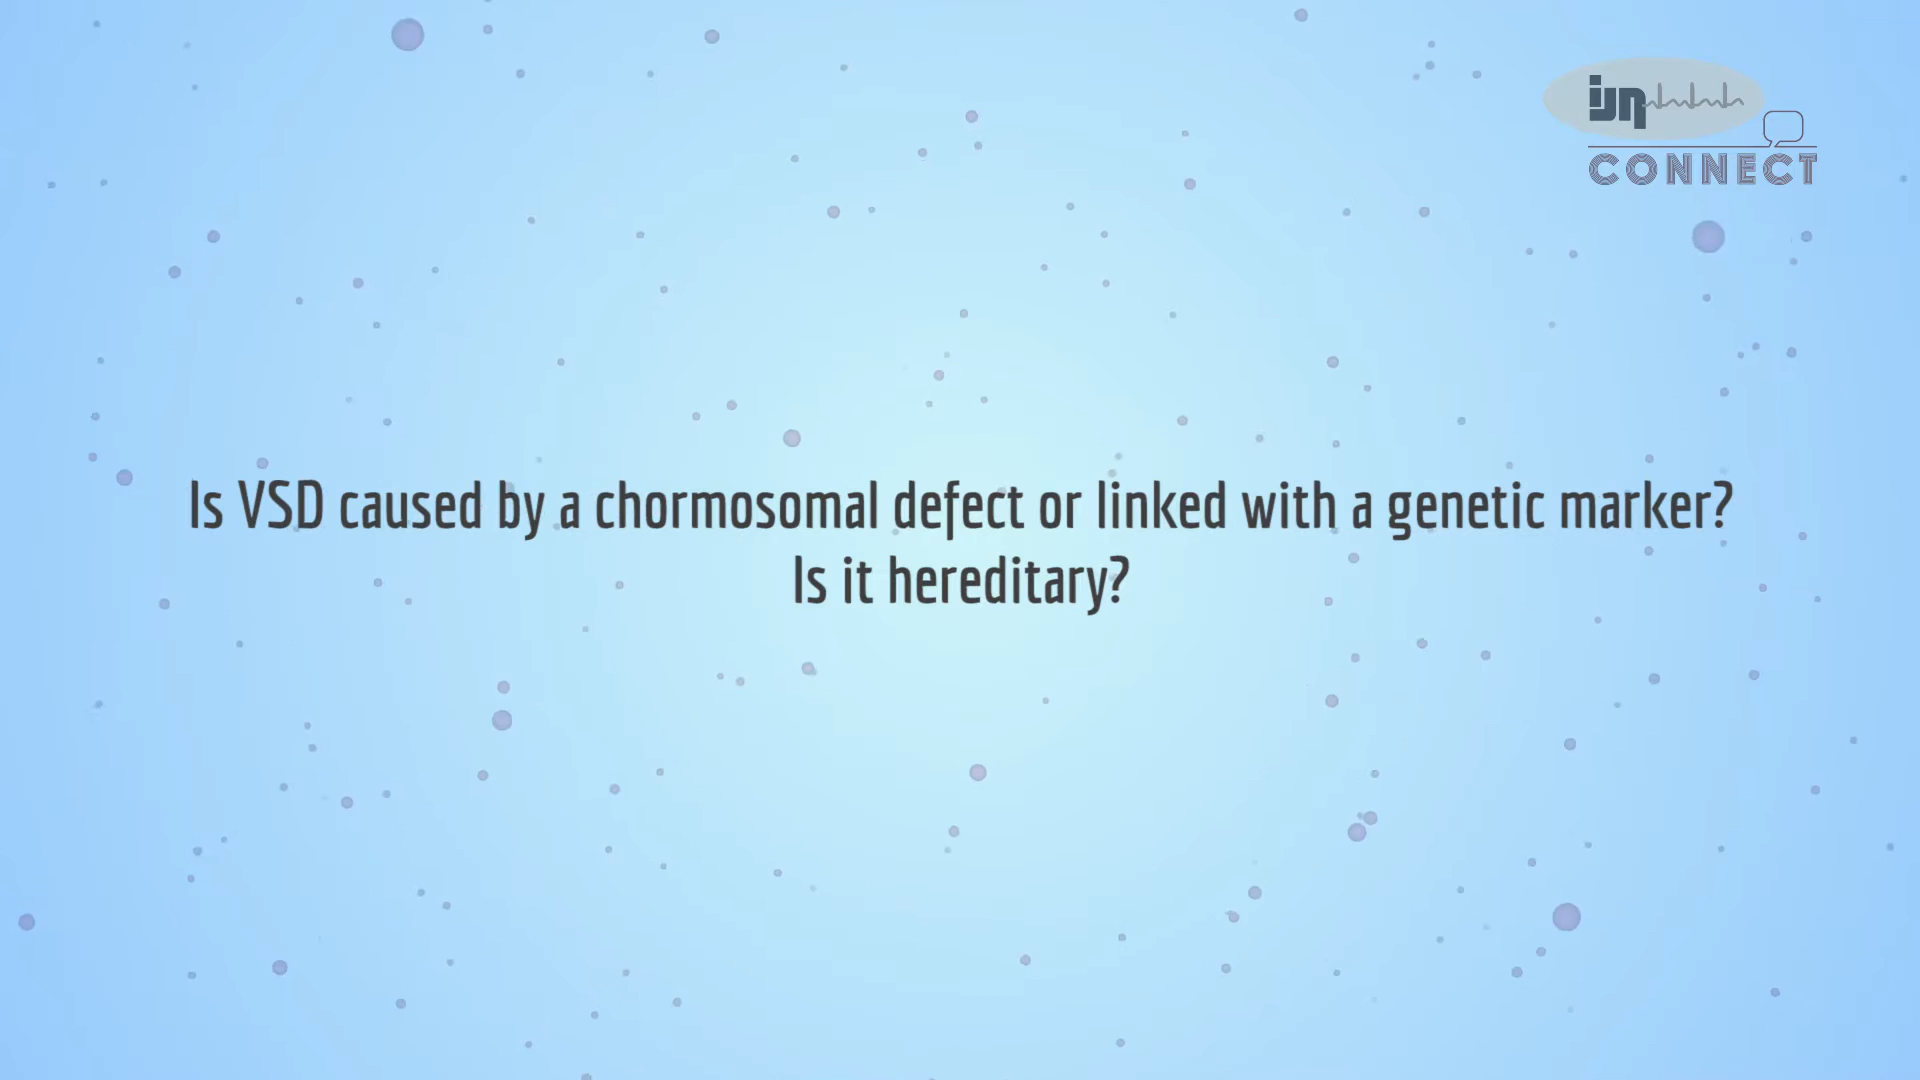 ijn
CONNECT
Is VSD caused by a chormosomal defect or linked with a genetic marker?
Is it hereditary?